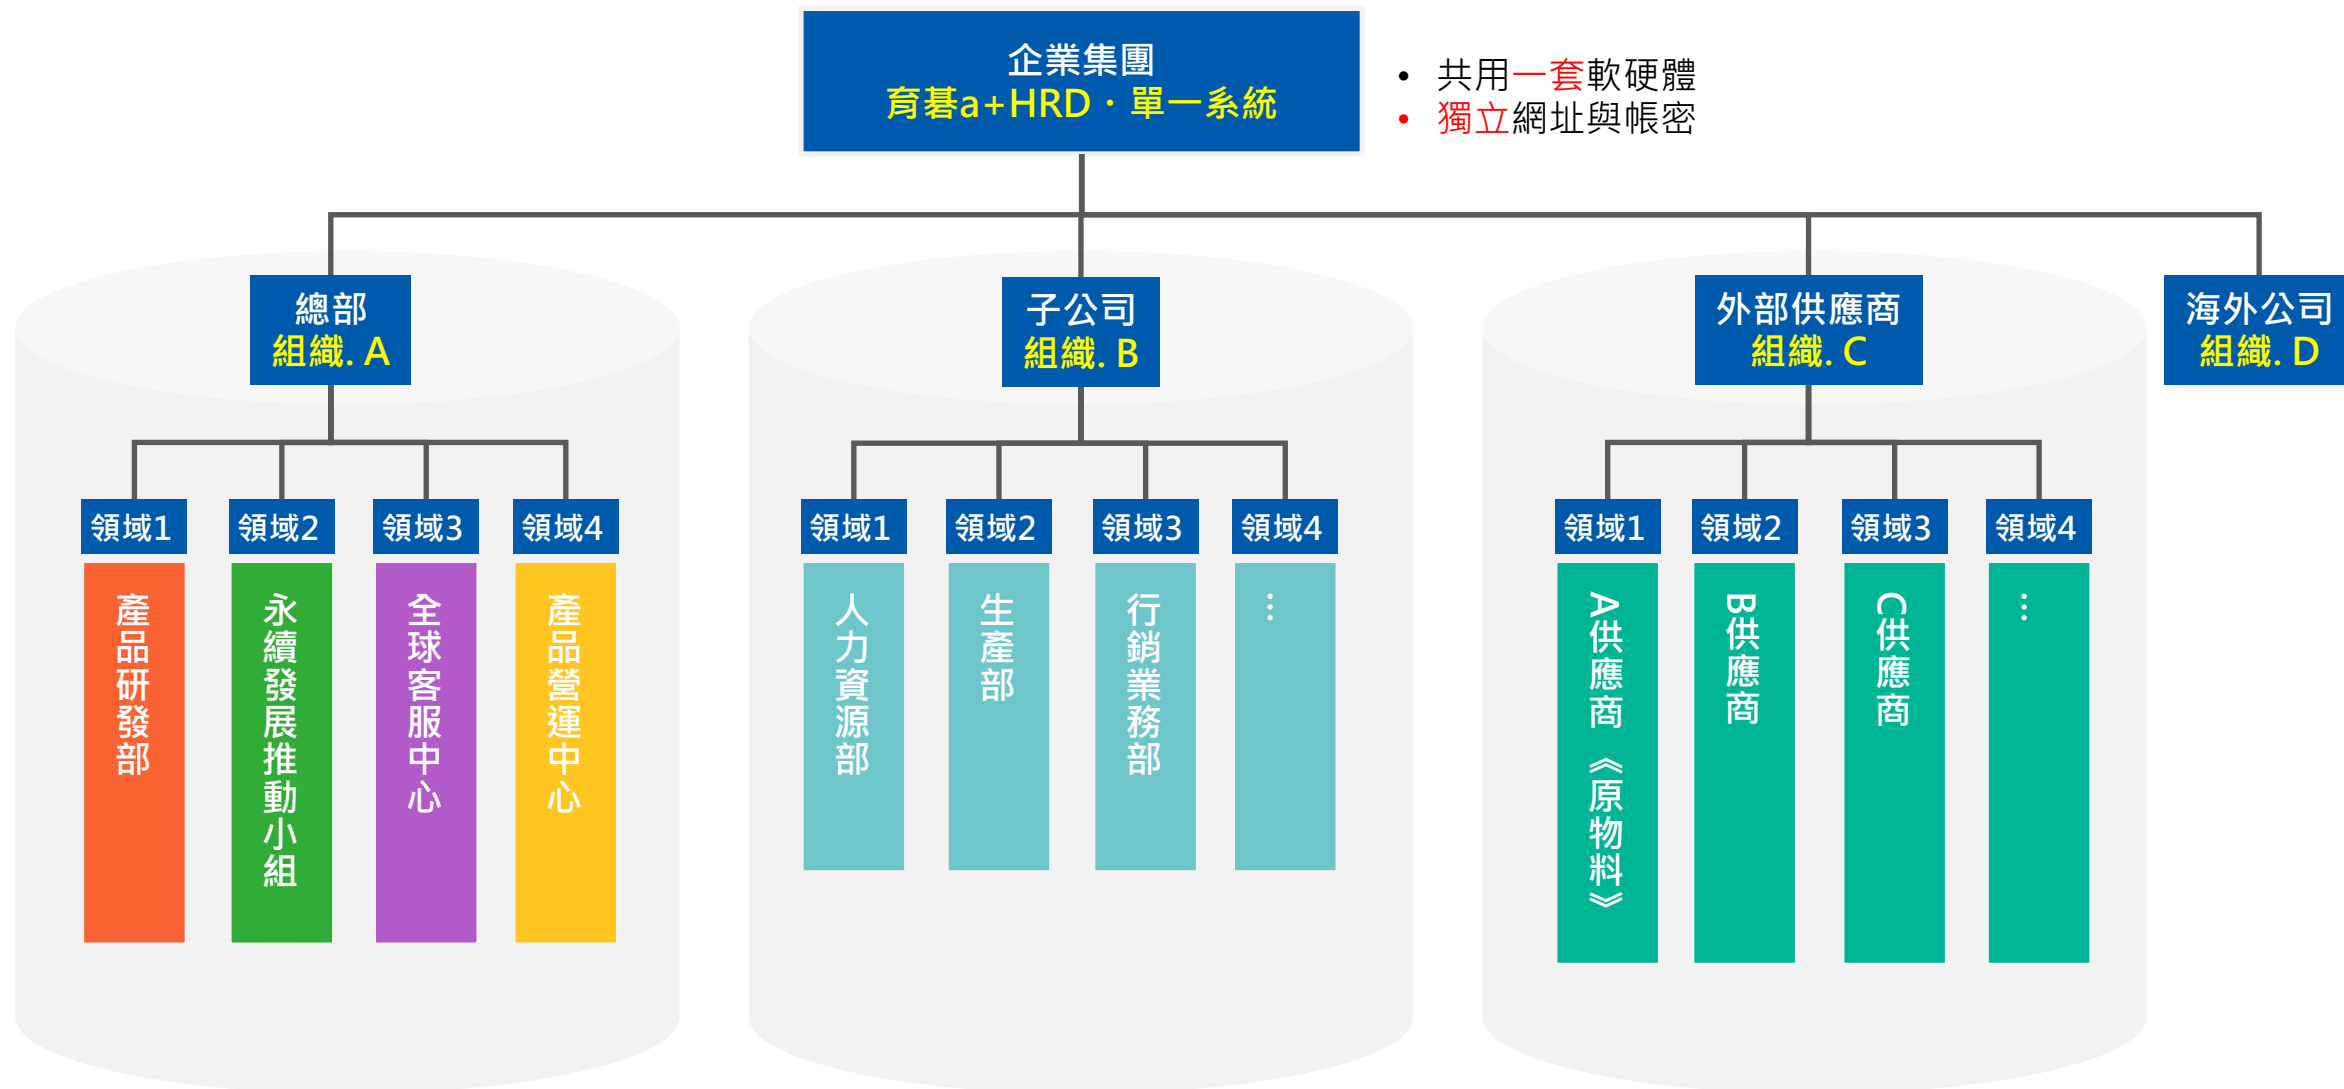 企業集團
育碁a+HRD．單一系統
• 共用一套軟硬體
• 獨立網址與帳密
總部
組織. A
子公司
組織. B
外部供應商
組織. C
海外公司
組織. D
領域1
領域2
領域3
領域4
產品研發部
永續發展推動小組
全球客服中心
產品營運中心
領域1
領域2
領域3
領域4
人力資源部
生產部
行銷業務部
…
領域1
領域2
領域3
領域4
A供應商《原物料》
B供應商
C供應商
…